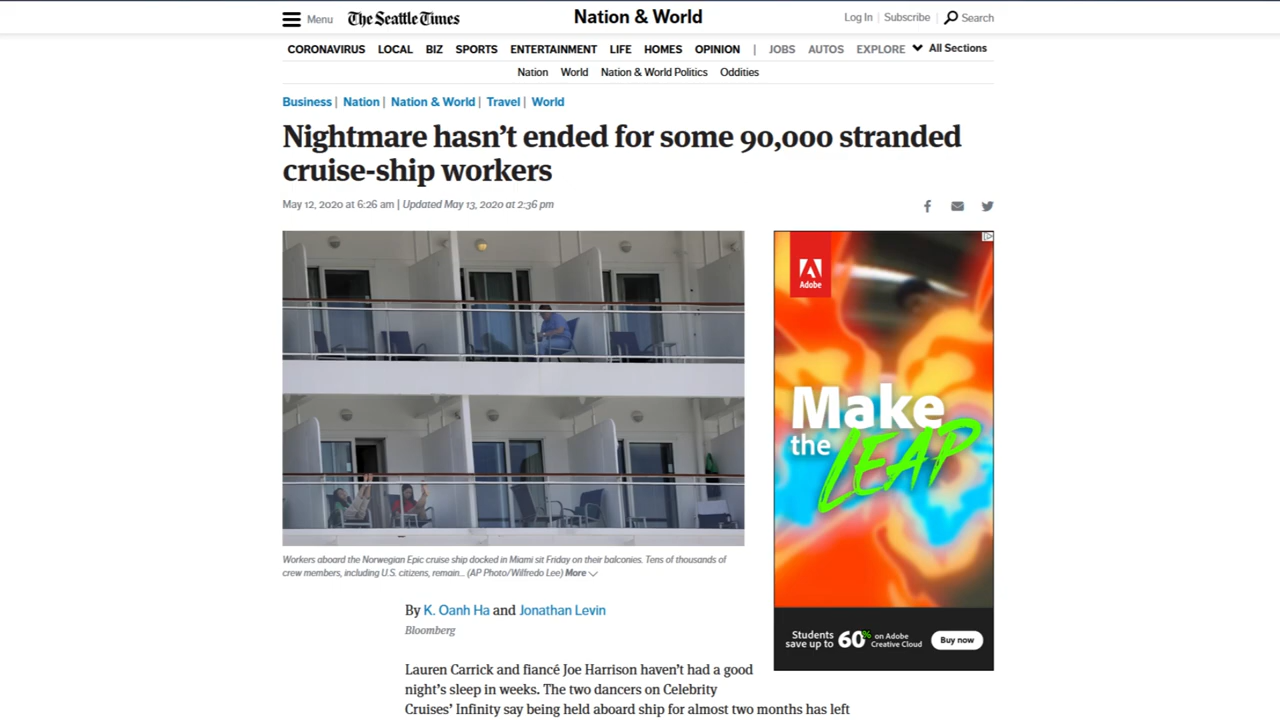 Menu
The Seattle Times
Nation & World
Log In | Subscribe | Search
CORONAVIRUS LOCAL BIZ SPORTS ENTERTAINMENT LIFE HOMES OPINION | JOBS AUTOS EXPLORE All Sections
Nation World Nation & World Politics Oddities
Business | Nation | Nation & World | Travel | World
Nightmare hasn't ended for some 90,000 stranded
cruise-ship workers
May 12, 2020 at 6:26 am | Updated May 13, 2020 at 2:36 pm
Adobe
Make
the LEAP
Students
save up to 60% on Adobe
Creative Cloud
Buy now
Workers aboard the Norwegian Epic cruise ship docked in Miami sit Friday on their balconies. Tens of thousands of
crew members, including U.S. citizens, remain... (AP Photo/Wilfredo Lee) More
By K. Oanh Ha and Jonathan Levin
Bloomberg
Lauren Carrick and fiancé Joe Harrison haven't had a good
night's sleep in weeks. The two dancers on Celebrity
Cruises' Infinity say being held aboard ship for almost two months has left